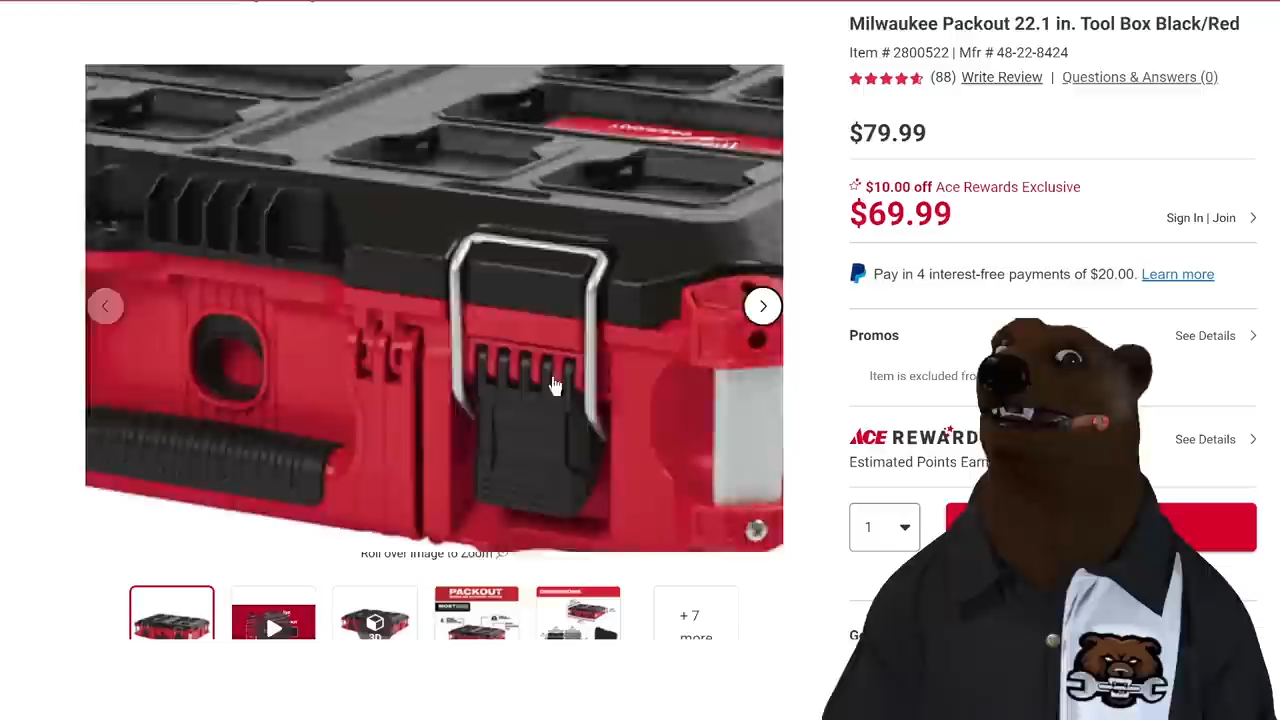 Milwaukee Packout 22.1 in. Tool Box Black/Red
Item # 2800522 | Mfr # 48-22-8424
(88) Write Review | Questions & Answers (0)
$79.99
$10.00 off Ace Rewards Exclusive
$69.99
Sign In | Join
Pay in 4 interest-free payments of $20.00. Learn more
Promos
See Details
Item is excluded
ACE REWARD
See Details
Estimated Points
1
Roll over image to Zoom
PACKOUT
3D
+ 7
more